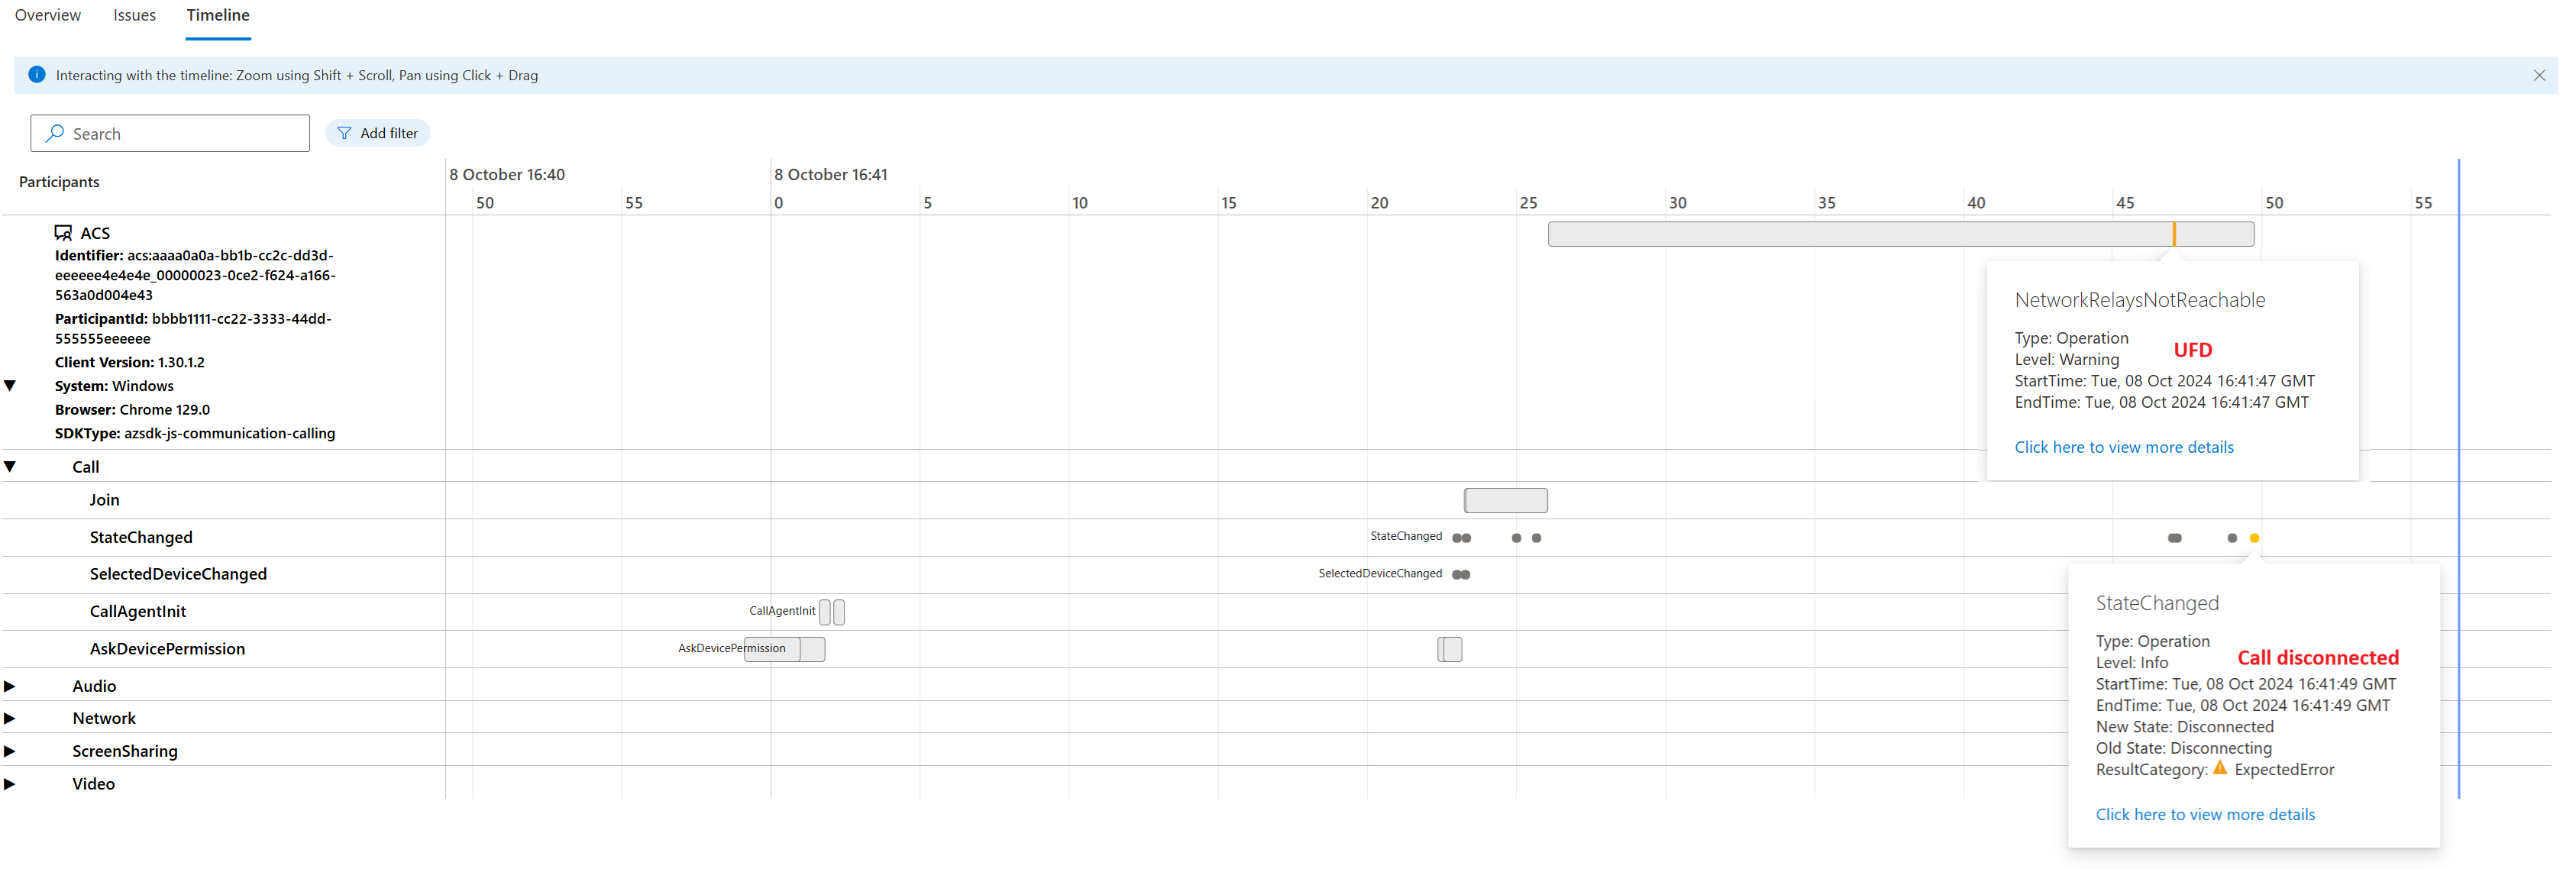 Overview Issues Timeline
Interacting with the timeline: Zoom using Shift + Scroll, Pan using Click + Drag
Search Add filter
Participants
8 October 16:40 8 October 16:41
50 55 0 5 10 15 20 25 30 35 40 45 50 55
ACS
Identifier: acs:aaaa0a0a-bb1b-cc2c-dd3d-
eeeeee4e4e4e_00000023-0ce2-f624-a166-
563a0d004e43
ParticipantId: bbbb1111-cc22-3333-44dd-
555555eeeeee
Client Version: 1.30.1.2
System: Windows
Browser: Chrome 129.0
SDKType: azsdk-js-communication-calling
NetworkRelaysNotReachable
Type: Operation
UFD
Level: Warning
StartTime: Tue, 08 Oct 2024 16:41:47 GMT
EndTime: Tue, 08 Oct 2024 16:41:47 GMT
Click here to view more details
Call
Join
StateChanged StateChanged
SelectedDeviceChanged SelectedDeviceChanged
CallAgentInit CallAgentInit
AskDevicePermission AskDevicePermission
Audio
Network
ScreenSharing
Video
StateChanged
Type: Operation
Call disconnected
Level: Info
StartTime: Tue, 08 Oct 2024 16:41:49 GMT
EndTime: Tue, 08 Oct 2024 16:41:49 GMT
New State: Disconnected
Old State: Disconnecting
ResultCategory: ExpectedError
Click here to view more details